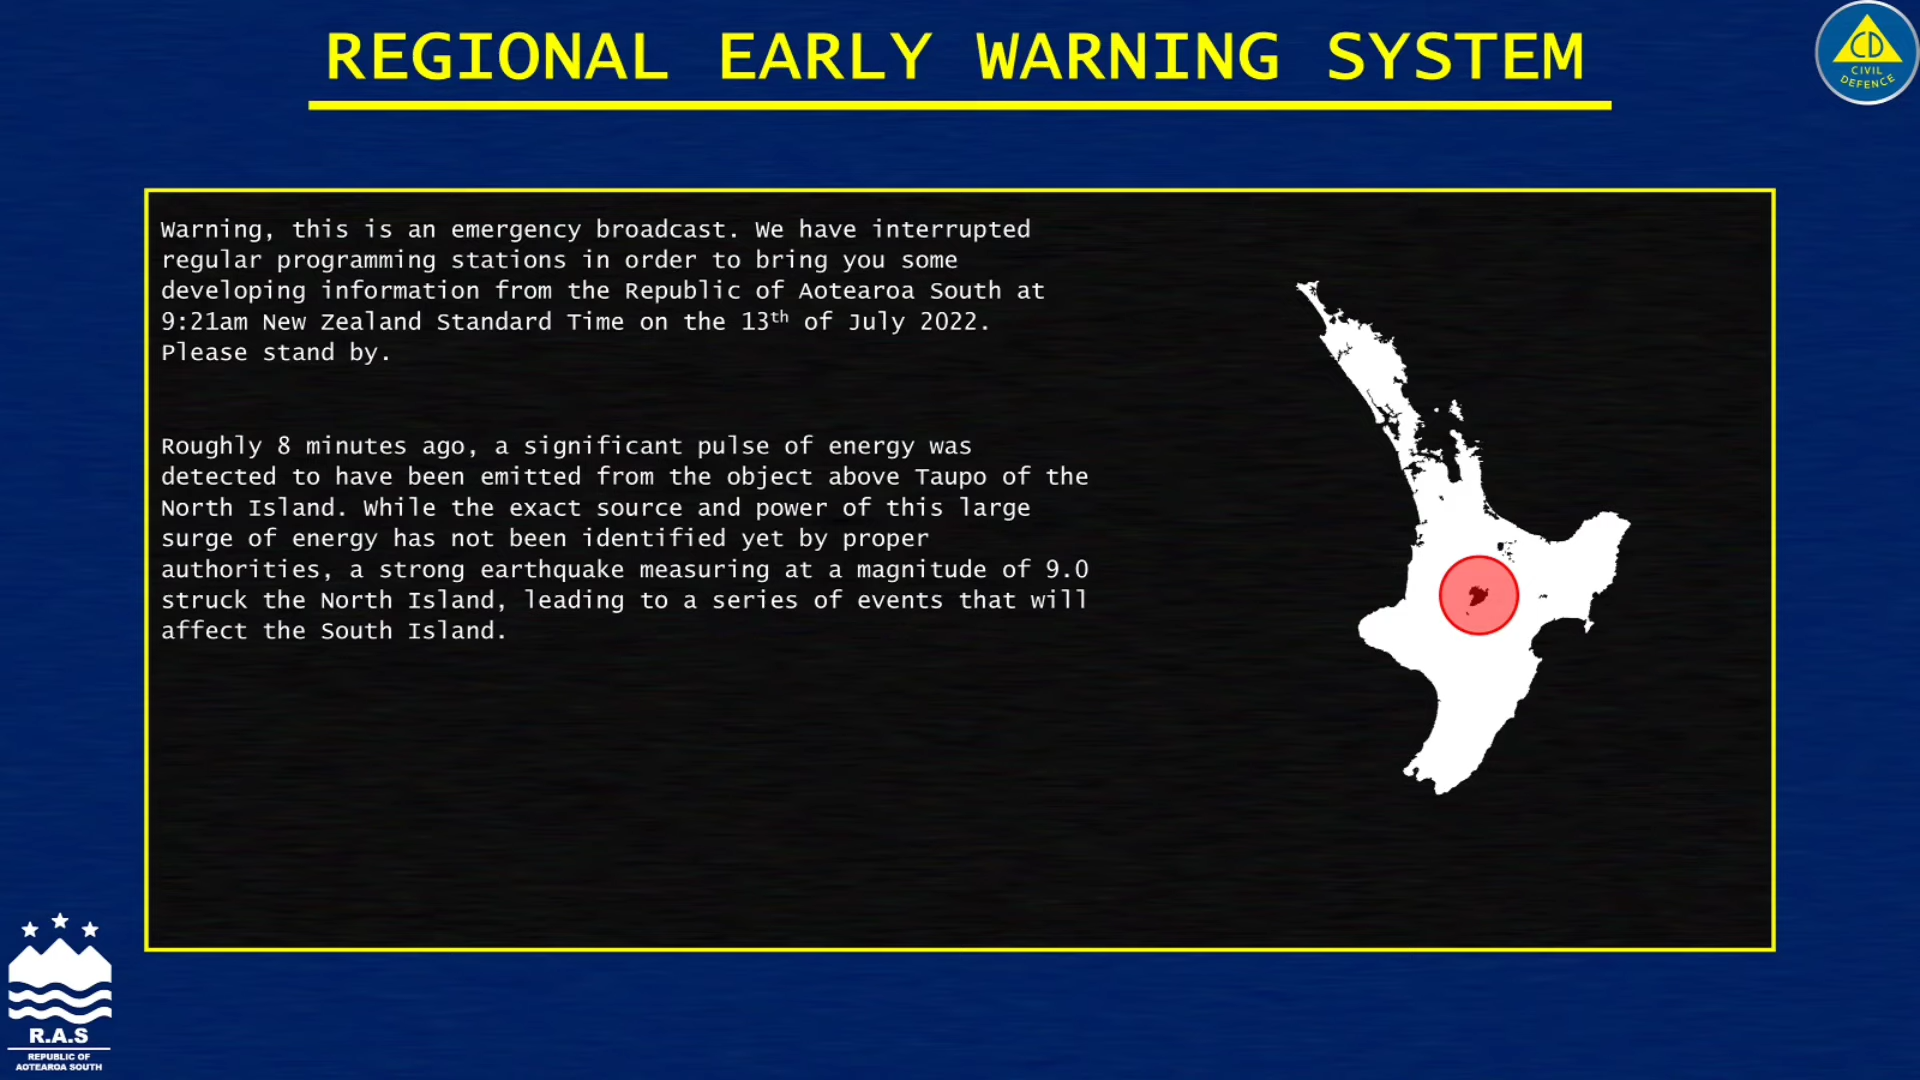 REGIONAL EARLY WARNING SYSTEM
CD
CIVIL
DEFENCE
Warning, this is an emergency broadcast. We have interrupted
regular programming stations in order to bring you some
developing information from the Republic of Aotearoa South at
9:21am New Zealand Standard Time on the 13th of July 2022.
Please stand by.
Roughly 8 minutes ago, a significant pulse of energy was
detected to have been emitted from the object above Taupo of the
North Island. While the exact source and power of this large
surge of energy has not been identified yet by proper
authorities, a strong earthquake measuring at a magnitude of 9.0
struck the North Island, leading to a series of events that will
affect the South Island.
R.A.S
REPUBLIC OF
AOTEAROA SOUTH